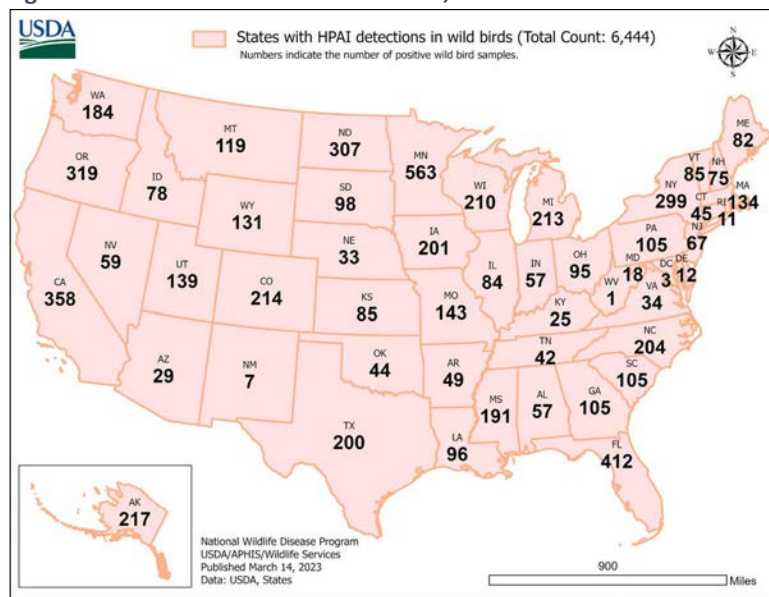 USDA
States with HPAI detections in wild birds (Total Count: 6,444)
Numbers indicate the number of positive wild bird samples.
N
W E
S
WA
184
MT
119
ND
307
MN
563
ME
82
OR
319
ID
78
WY
131
SD
98
WI
210
MI
213
VT
85
NH
75
NY
299
MA
134
CT
45
RI
11
NV
59
UT
139
CO
214
NE
33
IA
201
IL
84
IN
57
OH
95
PA
105
NJ
67
MD
18
DC
3
DE
12
CA
358
KS
85
MO
143
KY
25
WV
1
VA
34
AZ
29
NM
7
OK
44
AR
49
TN
42
NC
204
SC
105
TX
200
LA
96
MS
191
AL
57
GA
105
FL
412
AK
217
National Wildlife Disease Program
USDA/APHIS/Wildlife Services
Published March 14, 2023
Data: USDA, States
900
Miles